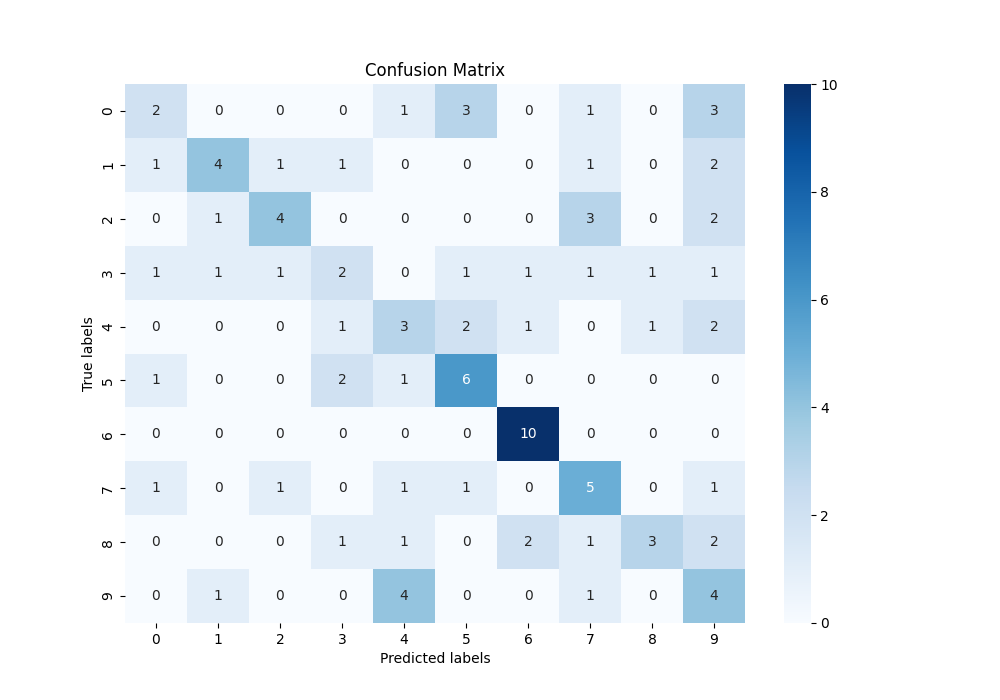 Confusion Matrix
True labels
0 2 0 0 0 1 3 0 1 0 3
1 1 4 1 1 0 0 0 1 0 2
2 0 1 4 0 0 0 0 3 0 2
3 1 1 1 2 0 1 1 1 1 1
4 0 0 0 1 3 2 1 0 1 2
5 1 0 0 2 1 6 0 0 0 0
6 0 0 0 0 0 0 10 0 0 0
7 1 0 1 0 1 1 0 5 0 1
8 0 0 0 1 1 0 2 1 3 2
9 0 1 0 0 4 0 0 1 0 4
0 1 2 3 4 5 6 7 8 9
Predicted labels
10
8
6
4
2
0